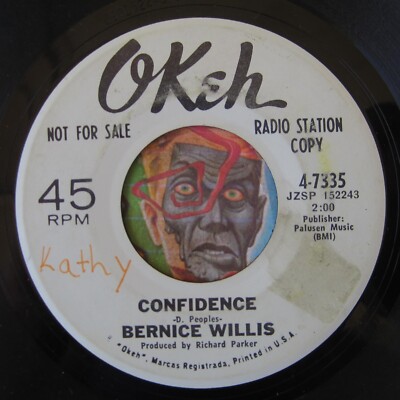 OKeh
NOT FOR SALE
RADIO STATION
COPY
45
RPM
4-7335
JZSP 152243
2:00
Publisher:
Palusen Music
(BMI)
Kathy
CONFIDENCE
-D. Peoples-
BERNICE WILLIS
Produced by Richard Parker
"Okeh", Marcas Registrada, Printed in U.S.A.